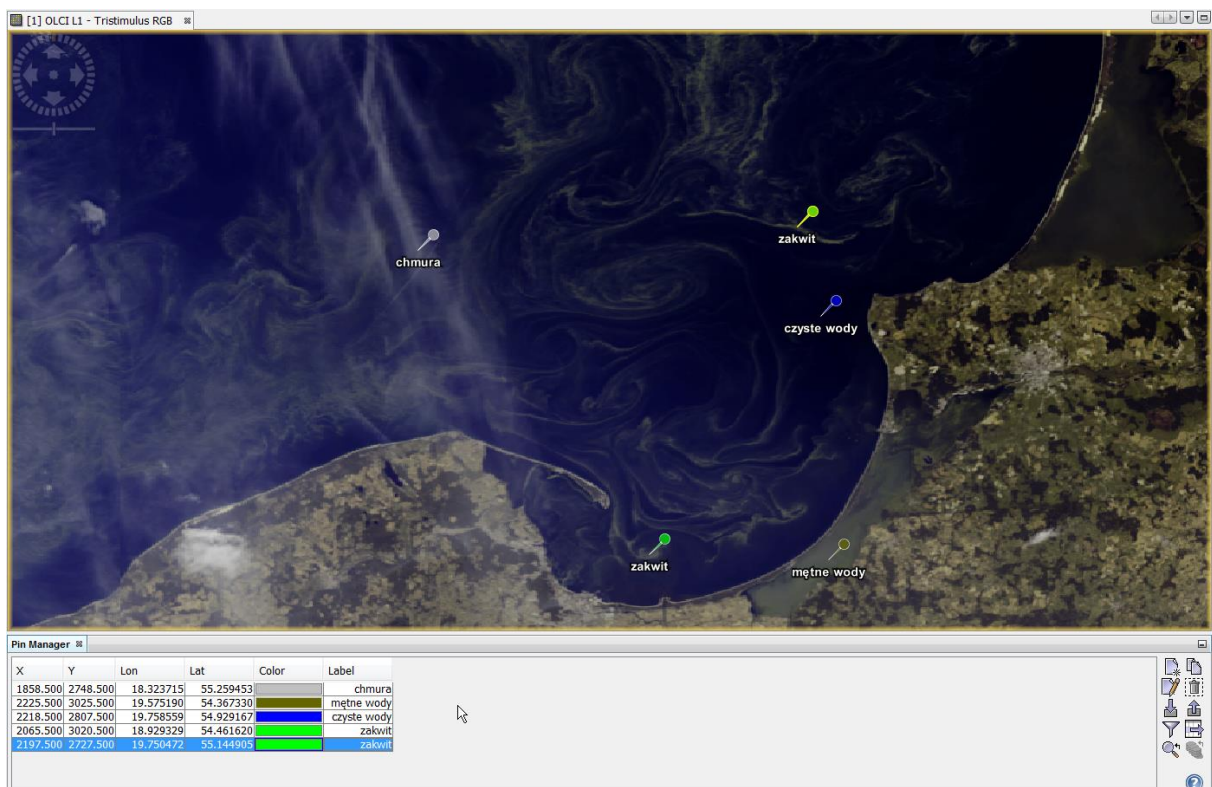 [1] OLCI L1 - Tristimulus RGB
zakwit
chmura
czyste wody
zakwit
mętne wody
Pin Manager
X Y Lon Lat Color Label
1858.500 2748.500 18.323715 55.259453 chmura
2225.500 3025.500 19.575190 54.367330 mętne wody
2218.500 2807.500 19.758559 54.929167 czyste wody
2065.500 3020.500 18.929329 54.461620 zakwit
2197.500 2727.500 19.750472 55.144905 zakwit